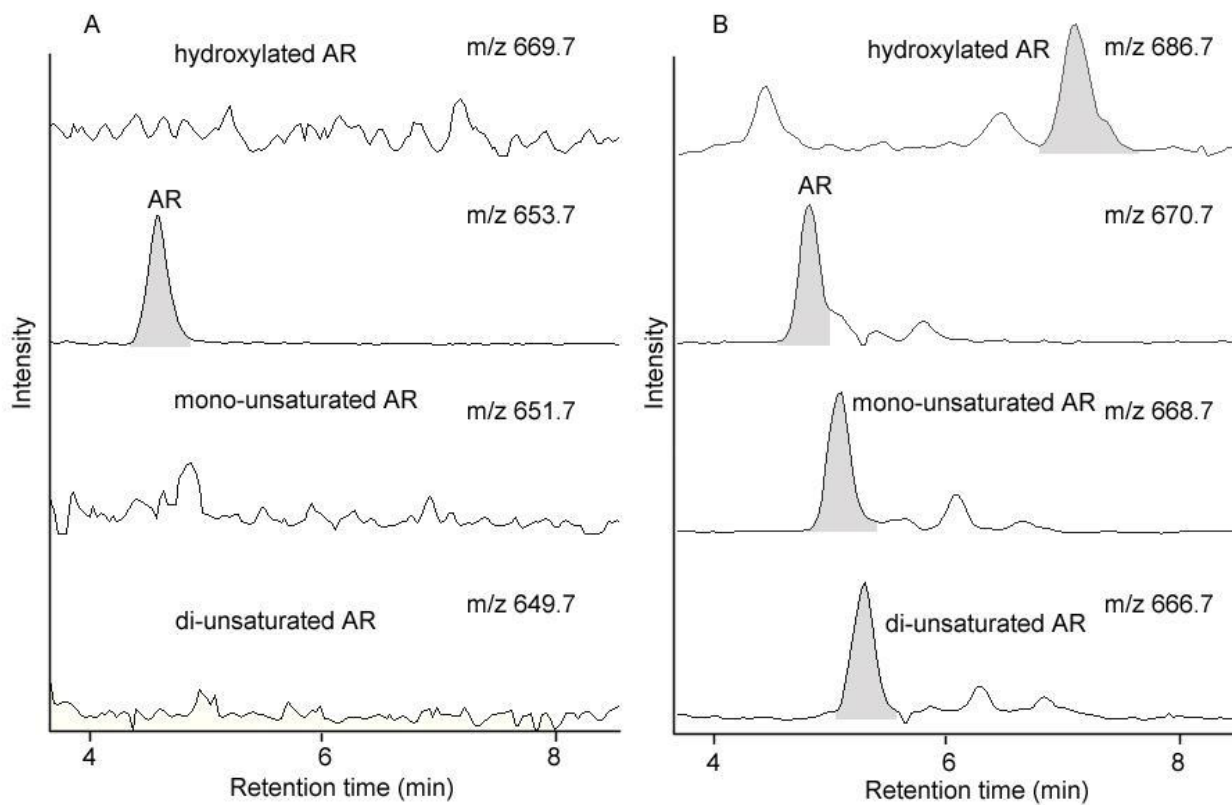 A
hydroxylated AR
m/z 669.7
AR
m/z 653.7
mono-unsaturated AR
m/z 651.7
di-unsaturated AR
m/z 649.7
Intensity
4 6 8
Retention time (min)
B
hydroxylated AR
m/z 686.7
AR
m/z 670.7
mono-unsaturated AR
m/z 668.7
di-unsaturated AR
m/z 666.7
Intensity
4 6 8
Retention time (min)